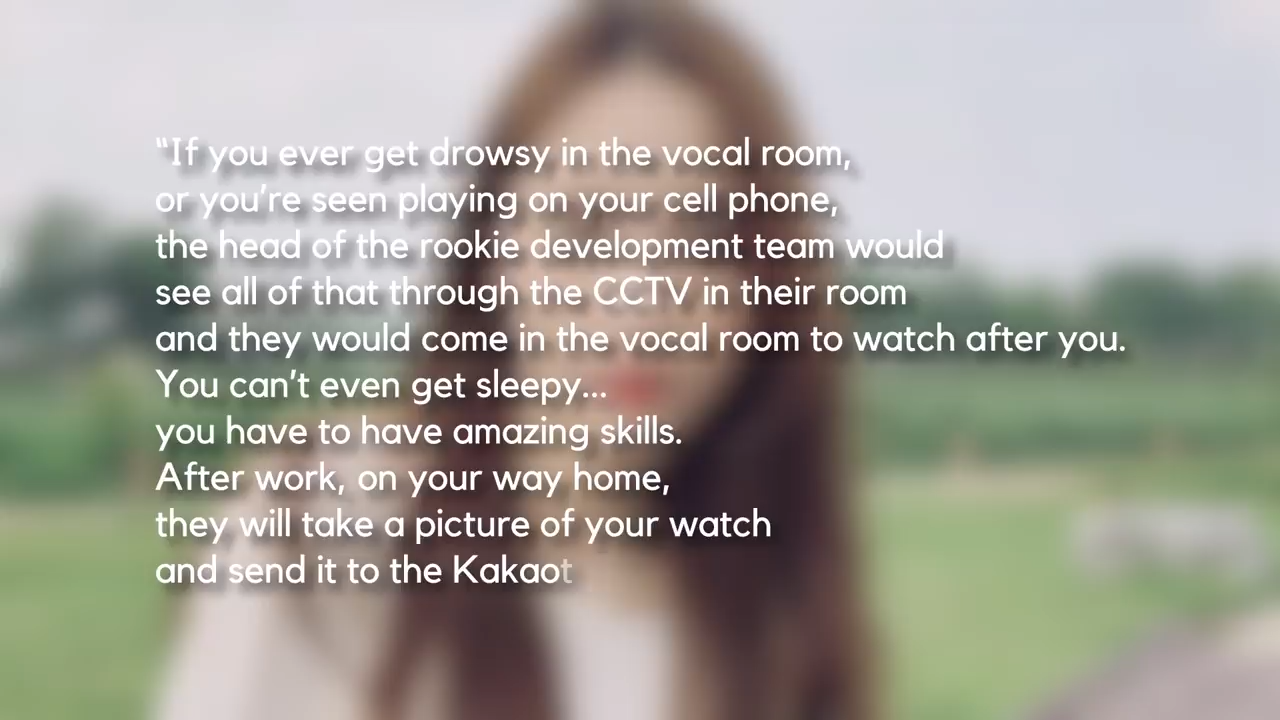 “If you ever get drowsy in the vocal room,
or you’re seen playing on your cell phone,
the head of the rookie development team would
see all of that through the CCTV in their room
and they would come in the vocal room to watch after you.
You can’t even get sleepy...
you have to have amazing skills.
After work, on your way home,
they will take a picture of your watch
and send it to the Kakaot